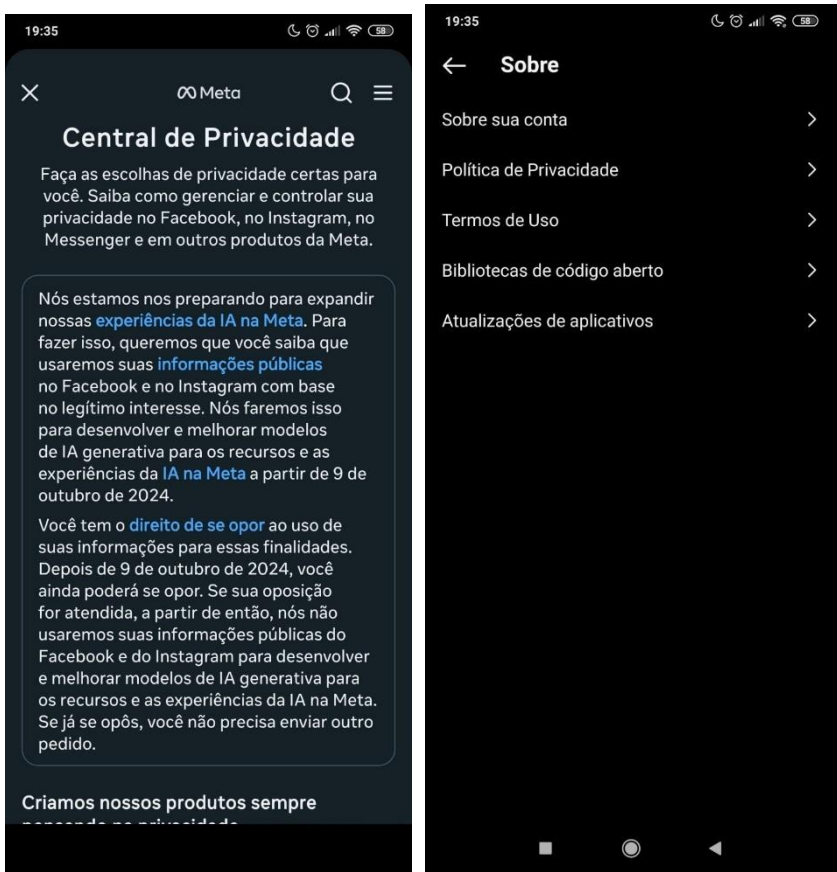 19:35
58
Meta
Central de Privacidade
Faça as escolhas de privacidade certas para
você. Saiba como gerenciar e controlar sua
privacidade no Facebook, no Instagram, no
Messenger e em outros produtos da Meta.
Nós estamos nos preparando para expandir
nossas experiências da IA na Meta. Para
fazer isso, queremos que você saiba que
usaremos suas informações públicas
no Facebook e no Instagram com base
no legítimo interesse. Nós faremos isso
para desenvolver e melhorar modelos
de IA generativa para os recursos e as
experiências da IA na Meta a partir de 9 de
outubro de 2024.
Você tem o direito de se opor ao uso de
suas informações para essas finalidades.
Depois de 9 de outubro de 2024, você
ainda poderá se opor. Se sua oposição
for atendida, a partir de então, nós não
usaremos suas informações públicas do
Facebook e do Instagram para desenvolver
e melhorar modelos de IA generativa para
os recursos e as experiências da IA na Meta.
Se já se opôs, você não precisa enviar outro
pedido.
Criamos nossos produtos sempre
pensando na privacidade
19:35
58
Sobre
Sobre sua conta
Política de Privacidade
Termos de Uso
Bibliotecas de código aberto
Atualizações de aplicativos